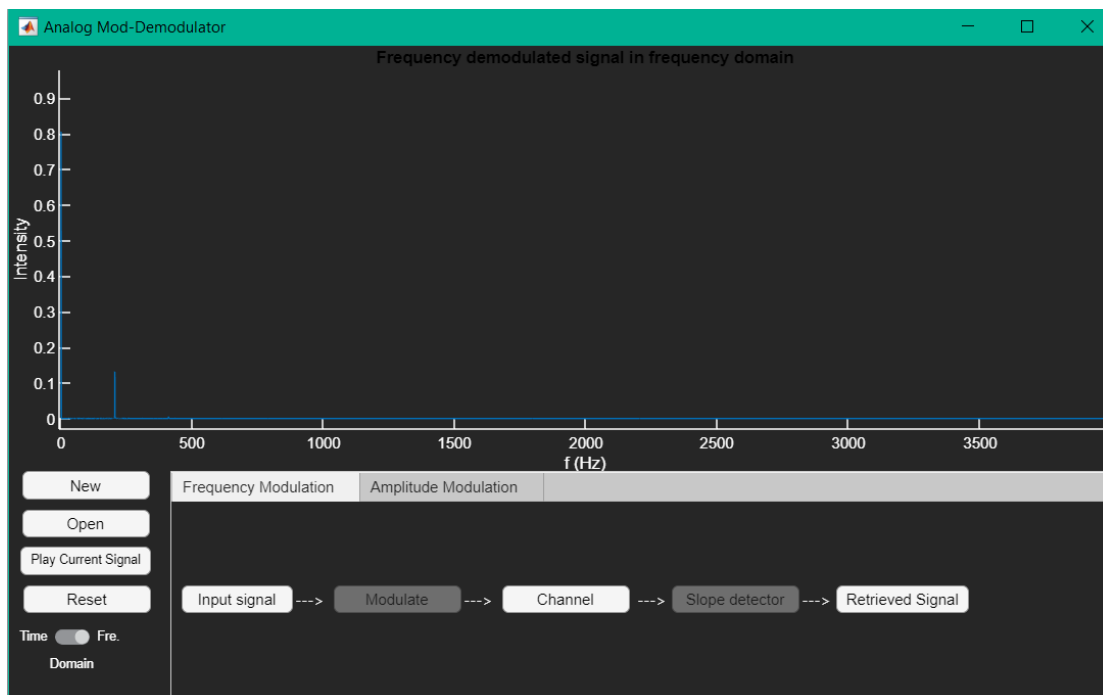 Analog Mod-Demodulator
Frequency demodulated signal in frequency domain
0.9
0.8
0.7
0.6
0.5
0.4
0.3
0.2
0.1
0
Intensity
0 500 1000 1500 2000 2500 3000 3500
f (Hz)
New
Open
Play Current Signal
Reset
Time Fre.
Domain
Frequency Modulation Amplitude Modulation
Input signal ---> Modulate ---> Channel ---> Slope detector ---> Retrieved Signal